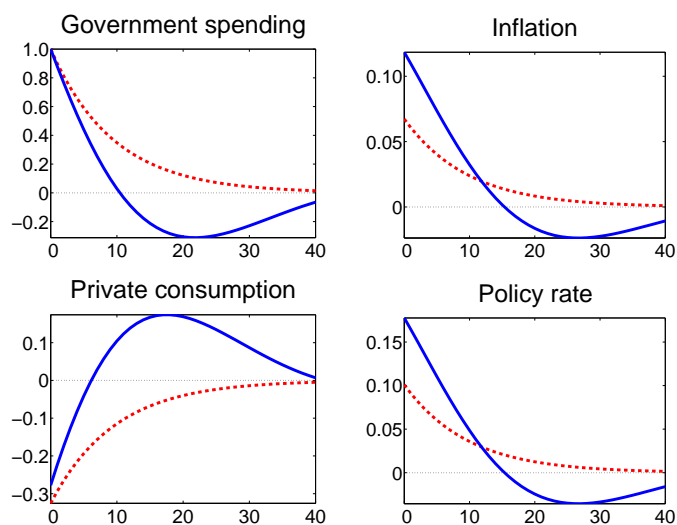 Government spending
1.0
0.8
0.6
0.4
0.2
0
−0.2
0 10 20 30 40
Inflation
0.10
0.05
0
0 10 20 30 40
Private consumption
0.1
0
−0.1
−0.2
−0.3
0 10 20 30 40
Policy rate
0.15
0.10
0.05
0
0 10 20 30 40